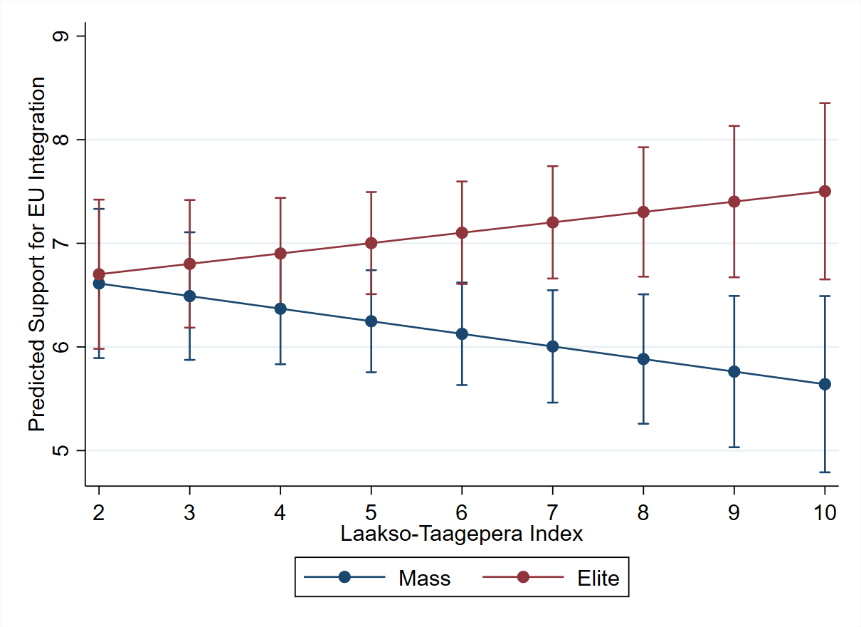 9
8
7
6
5
Predicted Support for EU Integration
2 3 4 5 6 7 8 9 10
Laakso-Taagepera Index
Mass Elite